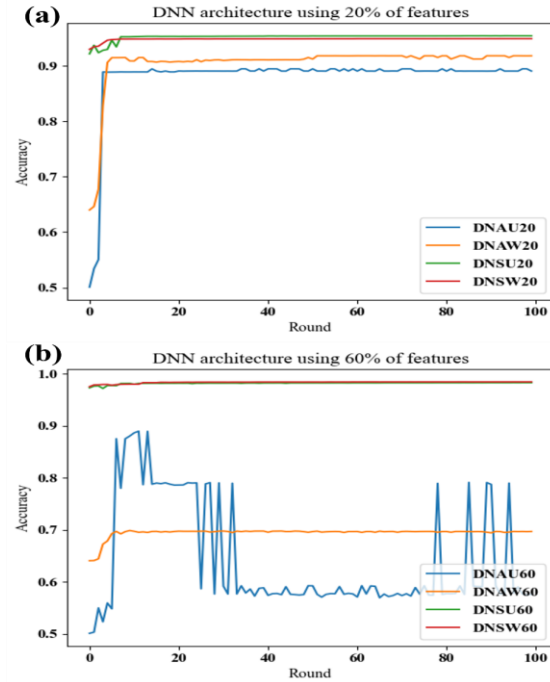 (a)
DNN architecture using 20% of features
0.9
0.8
0.7
0.6
0.5
Accuracy
DNAU20
DNAW20
DNSU20
DNSW20
0 20 40 60 80 100
Round
(b)
DNN architecture using 60% of features
1.0
0.9
0.8
0.7
0.6
0.5
Accuracy
DNAU60
DNAW60
DNSU60
DNSW60
0 20 40 60 80 100
Round